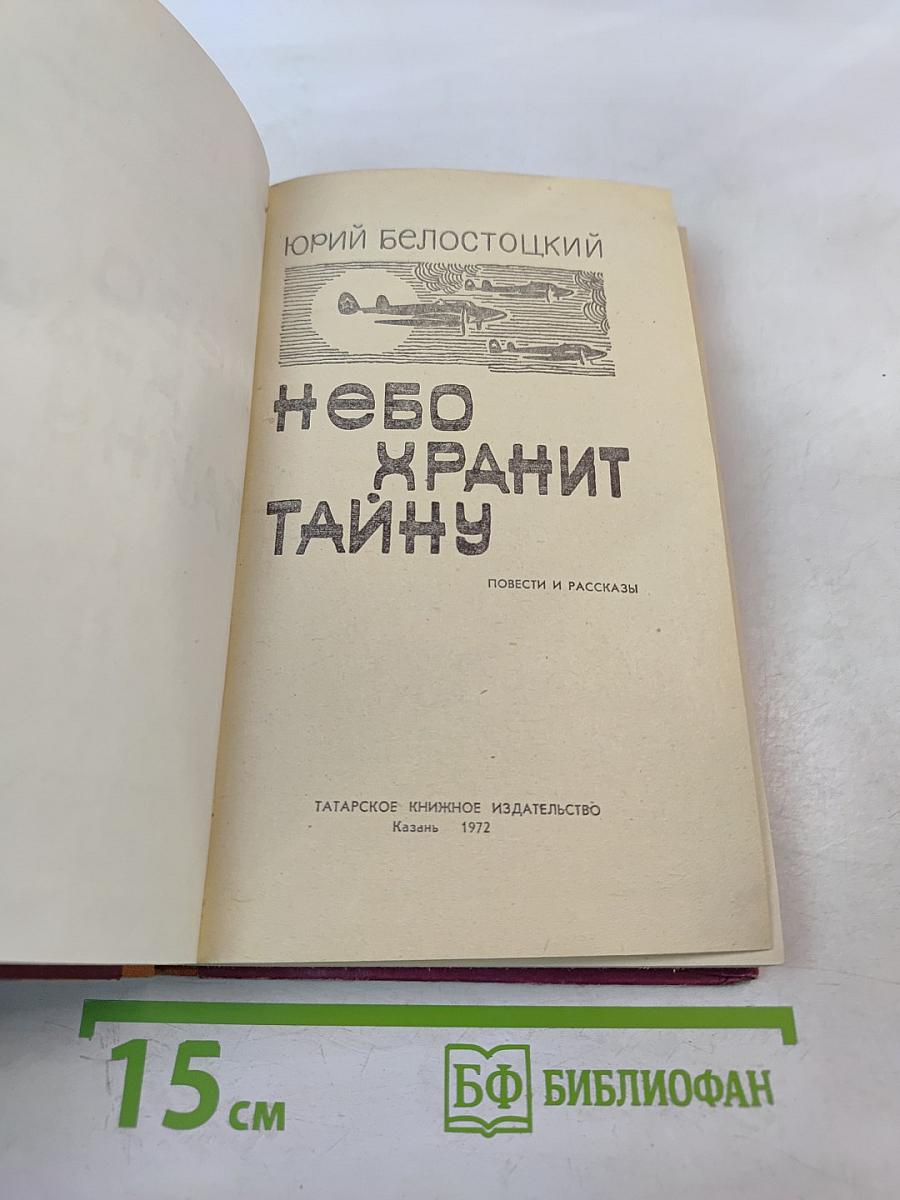 ЮРИЙ БЕЛОСТОЦКИЙ
НЕБО
ХРАНИТ
ТАЙНУ
ПОВЕСТИ И РАССКАЗЫ
ТАТАРСКОЕ КНИЖНОЕ ИЗДАТЕЛЬСТВО
Казань 1972
15 см
БФ БИБЛИОФАН